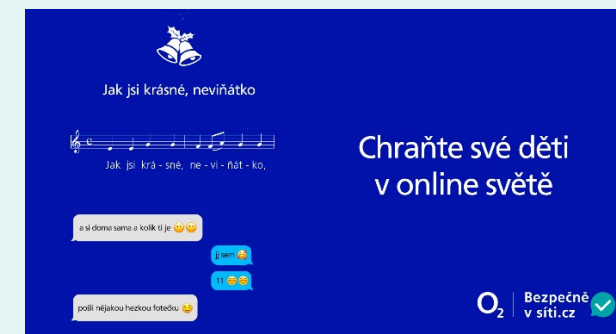 Jak jsi krásné, neviňátko
Jak jsi krá - sné, ne - vi - ňát - ko,
a si doma sama a kolik ti je 😬😬
jj sem 🥰
11 🥰🥰
pošli nějakou hezkou fotečku 😅
Chraňte své děti
v online světě
O2 Bezpečně
v síti.cz